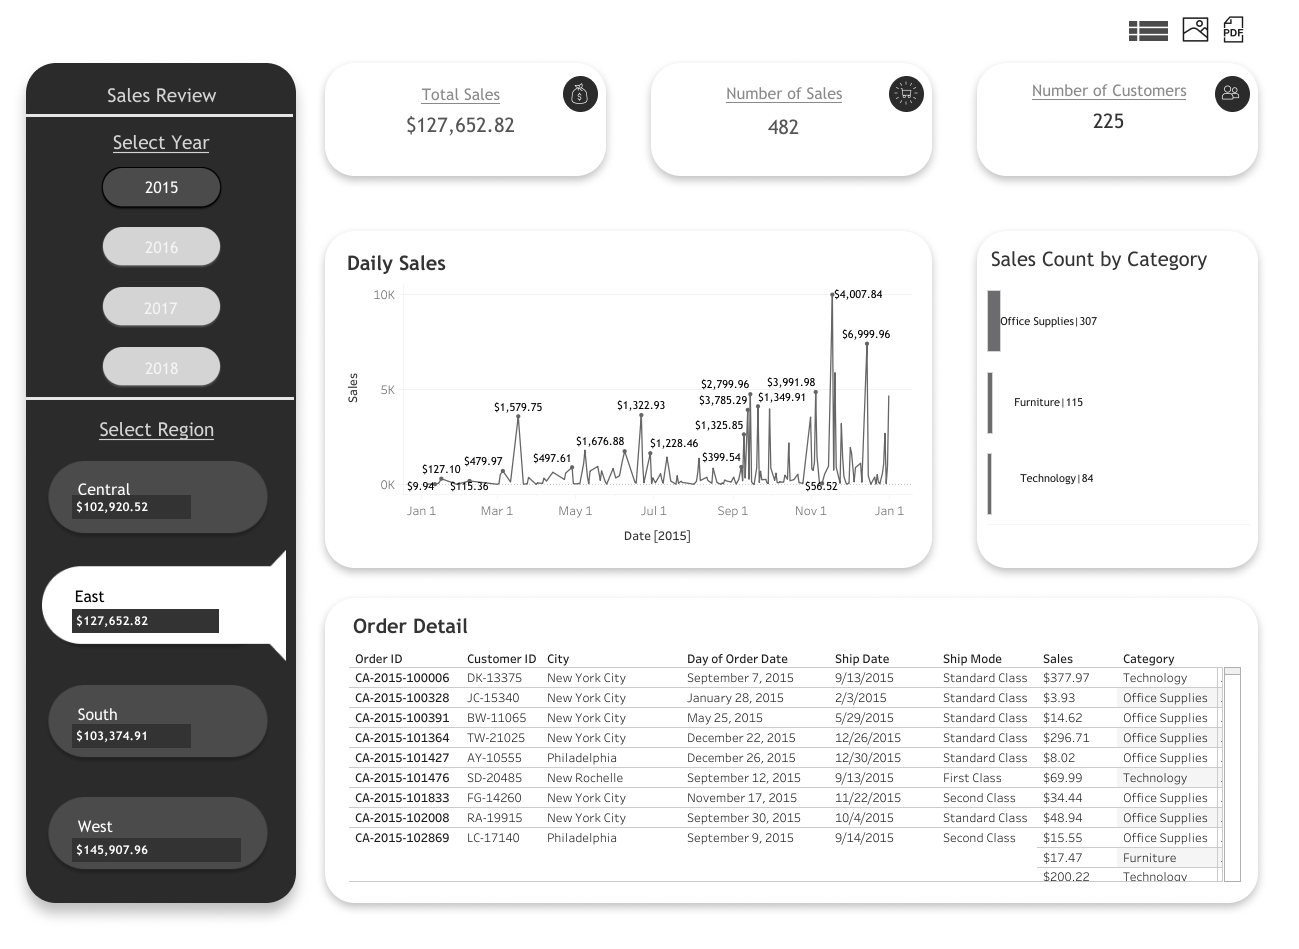 PDF
Sales Review
Select Year
2015
2016
2017
2018
Select Region
Central
$102,920.52
East
$127,652.82
South
$103,374.91
West
$145,907.96
Total Sales
$127,652.82
Number of Sales
482
Number of Customers
225
Daily Sales
10K
5K
0K
Sales
$4,007.84
$6,999.96
$2,799.96
$3,991.98
$3,785.29
$1,349.91
$1,579.75
$1,322.93
$1,325.85
$1,676.88
$1,228.46
$399.54
$497.61
$479.97
$127.10
$9.94
$115.36
$56.52
Jan 1 Mar 1 May 1 Jul 1 Sep 1 Nov 1 Jan 1
Date [2015]
Sales Count by Category
Office Supplies|307
Furniture|115
Technology|84
Order Detail
Order ID Customer ID City Day of Order Date Ship Date Ship Mode Sales Category
CA-2015-100006 DK-13375 New York City September 7, 2015 9/13/2015 Standard Class $377.97 Technology
CA-2015-100328 JC-15340 New York City January 28, 2015 2/3/2015 Standard Class $3.93 Office Supplies
CA-2015-100391 BW-11065 New York City May 25, 2015 5/29/2015 Standard Class $14.62 Office Supplies
CA-2015-101364 TW-21025 New York City December 22, 2015 12/26/2015 Standard Class $296.71 Office Supplies
CA-2015-101427 AY-10555 Philadelphia December 26, 2015 12/30/2015 Standard Class $8.02 Office Supplies
CA-2015-101476 SD-20485 New Rochelle September 12, 2015 9/13/2015 First Class $69.99 Technology
CA-2015-101833 FG-14260 New York City November 17, 2015 11/22/2015 Second Class $34.44 Office Supplies
CA-2015-102008 RA-19915 New York City September 30, 2015 10/4/2015 Standard Class $48.94 Office Supplies
CA-2015-102869 LC-17140 Philadelphia September 9, 2015 9/14/2015 Second Class $15.55 Office Supplies
$17.47 Furniture
$200.22 Technology